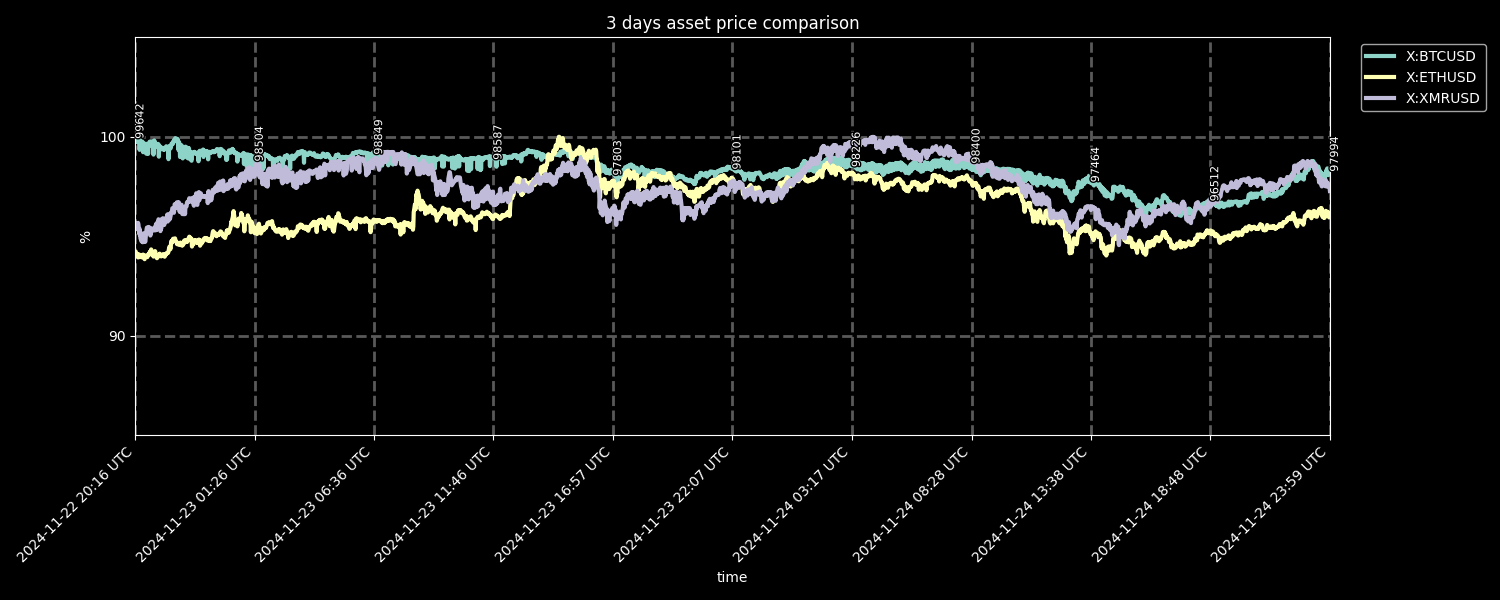 3 days asset price comparison
X:BTCUSD
X:ETHUSD
X:XMRUSD
100
90
%
99642
98504
98849
98587
97803
98101
98226
98400
97464
96512
97994
2024-11-22 20:16 UTC
2024-11-23 01:26 UTC
2024-11-23 06:36 UTC
2024-11-23 11:46 UTC
2024-11-23 16:57 UTC
2024-11-23 22:07 UTC
2024-11-24 03:17 UTC
2024-11-24 08:28 UTC
2024-11-24 13:38 UTC
2024-11-24 18:48 UTC
2024-11-24 23:59 UTC
time